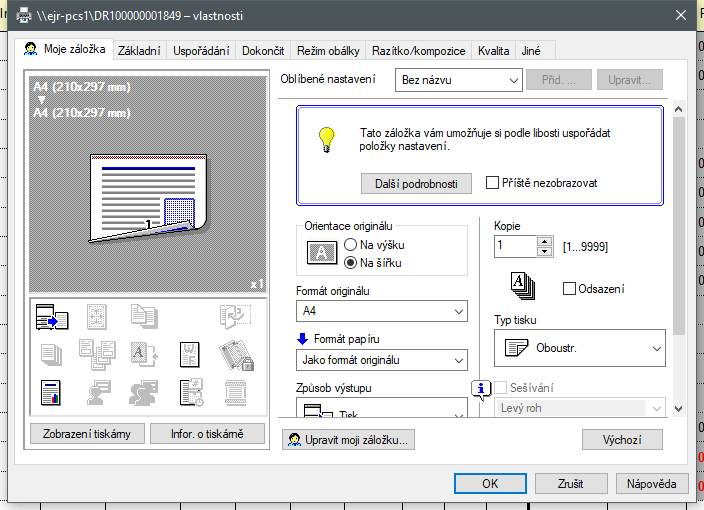 \\ejr-pcs1\DR100000001849 – vlastnosti
Moje záložka
Základní
Uspořádání
Dokončit
Režim obálky
Razítko/kompozice
Kvalita
Jiné
A4 (210x297 mm)
A4 (210x297 mm)
1
x1
Oblíbené nastavení
Bez názvu
Přid. ...
Upravit...
Tato záložka vám umožňuje si podle libosti uspořádat
položky nastavení.
Další podrobnosti
Příště nezobrazovat
Orientace originálu
A
Na výšku
Na šířku
Formát originálu
A4
Formát papíru
Jako formát originálu
Způsob výstupu
Tisk
Kopie
1
[1...9999]
Odsazení
Typ tisku
Oboustr.
Sešívání
Levý roh
Zobrazení tiskárny
Infor. o tiskárně
Upravit moji záložku...
Výchozí
OK
Zrušit
Nápověda